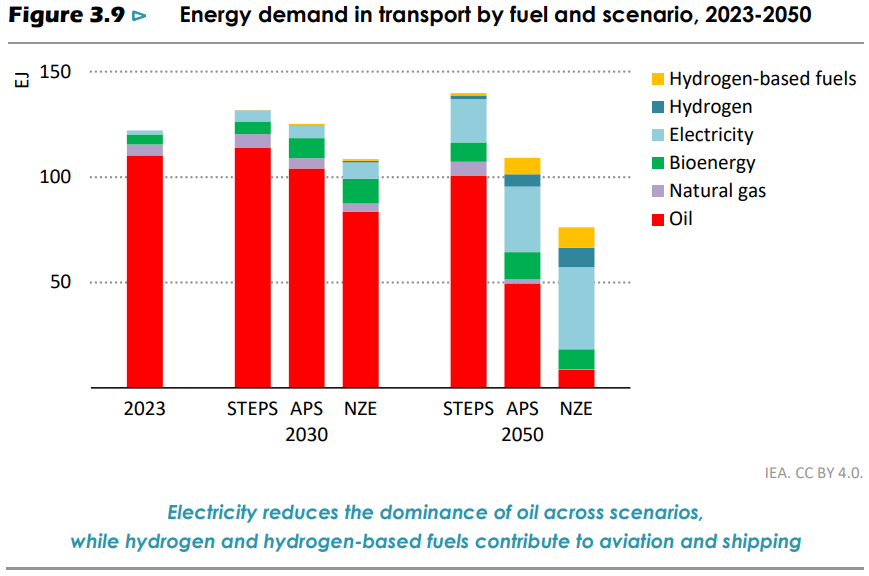 Figure 3.9 ⊳ Energy demand in transport by fuel and scenario, 2023-2050
EJ
150
100
50
Hydrogen-based fuels
Hydrogen
Electricity
Bioenergy
Natural gas
Oil
2023 STEPS APS NZE STEPS APS NZE
2030 2050
IEA. CC BY 4.0.
Electricity reduces the dominance of oil across scenarios,
while hydrogen and hydrogen-based fuels contribute to aviation and shipping